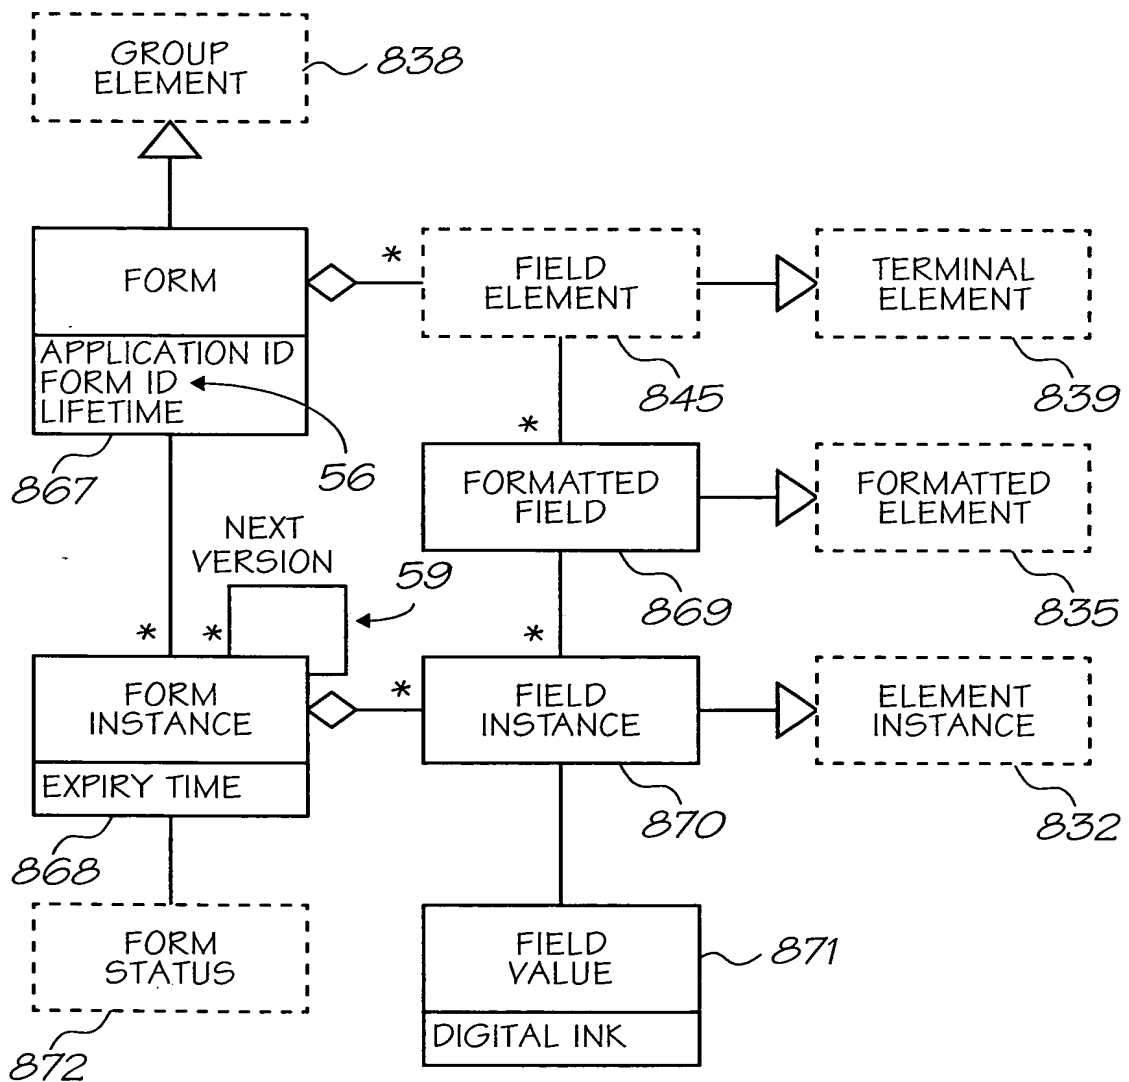 GROUP
ELEMENT
838
FORM
*
FIELD
ELEMENT
TERMINAL
ELEMENT
APPLICATION ID
FORM ID
LIFETIME
845
839
867
56
*
FORMATTED
FIELD
FORMATTED
ELEMENT
NEXT
VERSION
59
869
835
*
*
*
FORM
INSTANCE
*
FIELD
INSTANCE
ELEMENT
INSTANCE
EXPIRY TIME
870
832
868
FORM
STATUS
FIELD
VALUE
871
DIGITAL INK
872